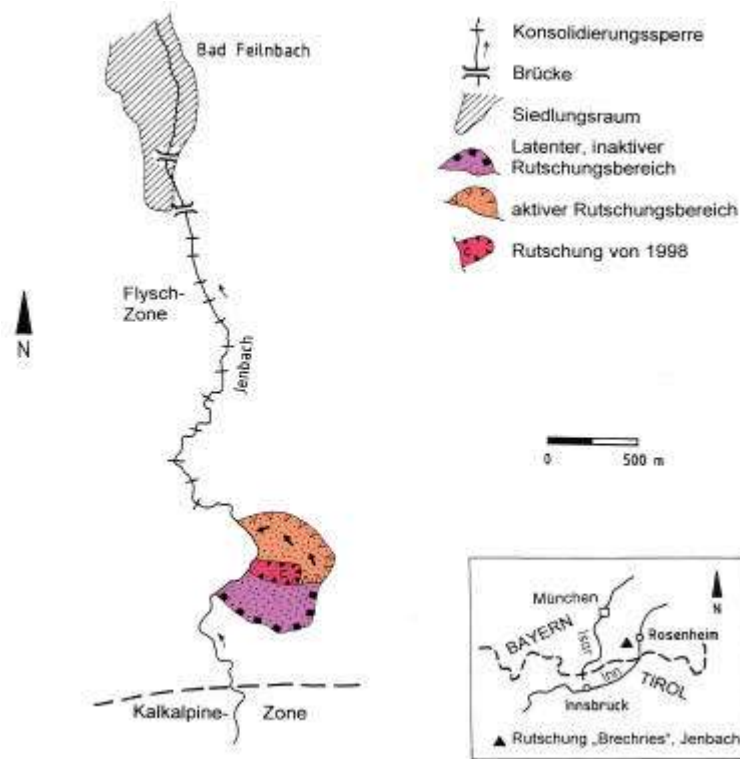 Bad Feilnbach
Konsolidierungssperre
Brücke
Siedlungsraum
Latenter, inaktiver
Rutschungsbereich
aktiver Rutschungsbereich
Rutschung von 1998
Flysch-
Zone
N
Jenbach
0 500 m
Kalkalpine- Zone
München
N
BAYERN
Isar
Rosenheim
Inn
TIROL
Innsbruck
▲ Rutschung „Brechries", Jenbach